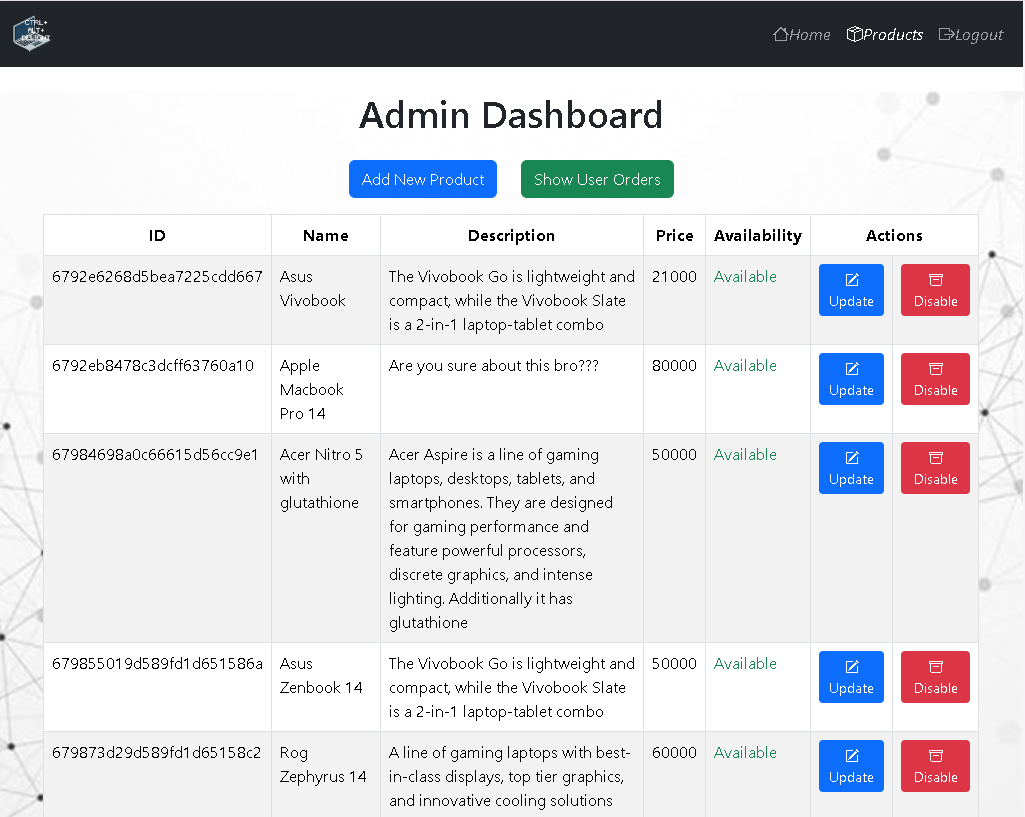 CTRL+
ALT+
DELIGHT
Home Products Logout
Admin Dashboard
Add New Product Show User Orders
ID Name Description Price Availability Actions
6792e6268d5bea7225cdd667 Asus The Vivobook Go is lightweight and 21000 Available
Vivobook compact, while the Vivobook Slate Update Disable
is a 2-in-1 laptop-tablet combo
6792eb8478c3dcff63760a10 Apple Are you sure about this bro??? 80000 Available
Macbook Update Disable
Pro 14
67984698a0c66615d56cc9e1 Acer Nitro 5 Acer Aspire is a line of gaming 50000 Available
with laptops, desktops, tablets, and Update Disable
glutathione smartphones. They are designed
for gaming performance and
feature powerful processors,
discrete graphics, and intense
lighting. Additionally it has
glutathione
679855019d589fd1d651586a Asus The Vivobook Go is lightweight and 50000 Available
Zenbook 14 compact, while the Vivobook Slate Update Disable
is a 2-in-1 laptop-tablet combo
679873d29d589fd1d65158c2 Rog A line of gaming laptops with best- 60000 Available
Zephyrus 14 in-class displays, top tier graphics, Update Disable
and innovative cooling solutions